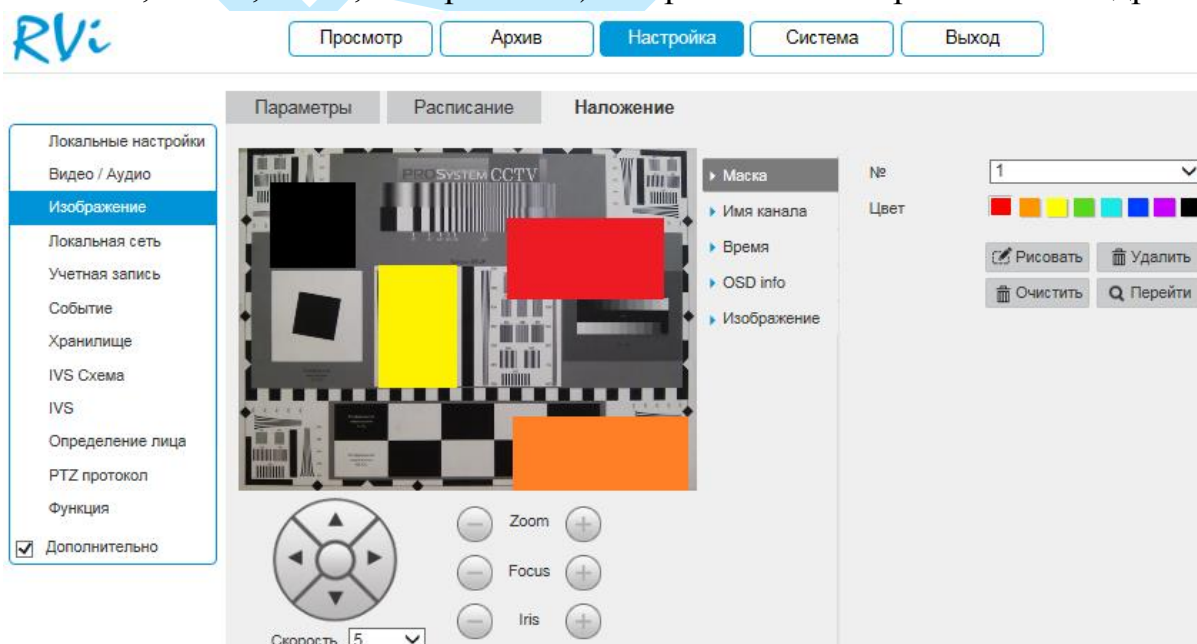 RVi
Просмотр Архив Настройка Система Выход
Параметры Расписание Наложение
Локальные настройки
Видео / Аудио
Изображение
Локальная сеть
Учетная запись
Событие
Хранилище
IVS Схема
IVS
Определение лица
PTZ протокол
Функция
Дополнительно
PROSYSTEM CCTV
Маска
Имя канала
Время
OSD info
Изображение
№ 1
Цвет
Рисовать Удалить
Очистить Перейти
Zoom
Focus
Iris
Скорость 5